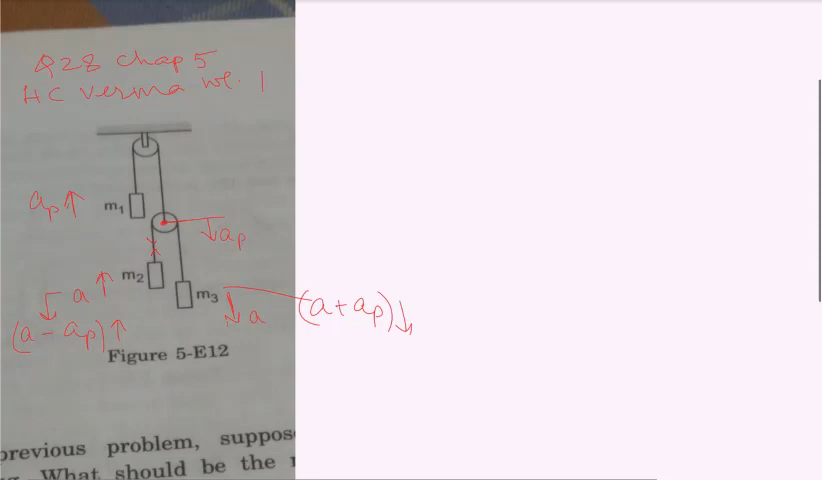 Q28 chap 5
HC Verma vol. 1
m1
ap↑
↓ap
m2
a↑
m3
↓a
(a+ap)↓
(a-ap)↑
Figure 5-E12
previous problem, suppos
What should be the